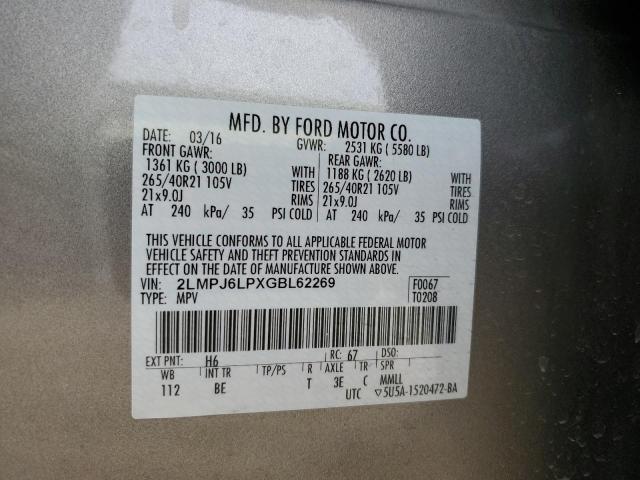 MFD. BY FORD MOTOR CO.
DATE: 03/16 GVWR: 2531 KG ( 5580 LB)
FRONT GAWR: REAR GAWR:
1361 KG ( 3000 LB) WITH 1188 KG ( 2620 LB) WITH
265/40R21 105V TIRES 265/40R21 105V TIRES
21x9.0J RIMS 21x9.0J RIMS
AT 240 kPa/ 35 PSI COLD AT 240 kPa/ 35 PSI COLD
THIS VEHICLE CONFORMS TO ALL APPLICABLE FEDERAL MOTOR
VEHICLE SAFETY AND THEFT PREVENTION STANDARDS IN
EFFECT ON THE DATE OF MANUFACTURE SHOWN ABOVE.
VIN: 2LMPJ6LPXGBL62269 F0067
TYPE: MPV T0208
EXT PNT: H6 RC: 67 DSO:
WB INT TR TP/PS R AXLE TR SPR
112 BE T 3E C MMLL
UTC ▽5U5A-1520472-BA